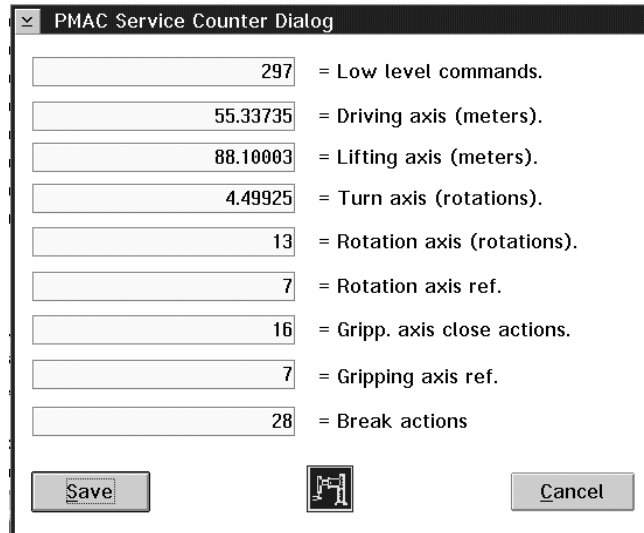 PMAC Service Counter Dialog
297 = Low level commands.
55.33735 = Driving axis (meters).
88.10003 = Lifting axis (meters).
4.49925 = Turn axis (rotations).
13 = Rotation axis (rotations).
7 = Rotation axis ref.
16 = Gripp. axis close actions.
7 = Gripping axis ref.
28 = Break actions
Save Cancel